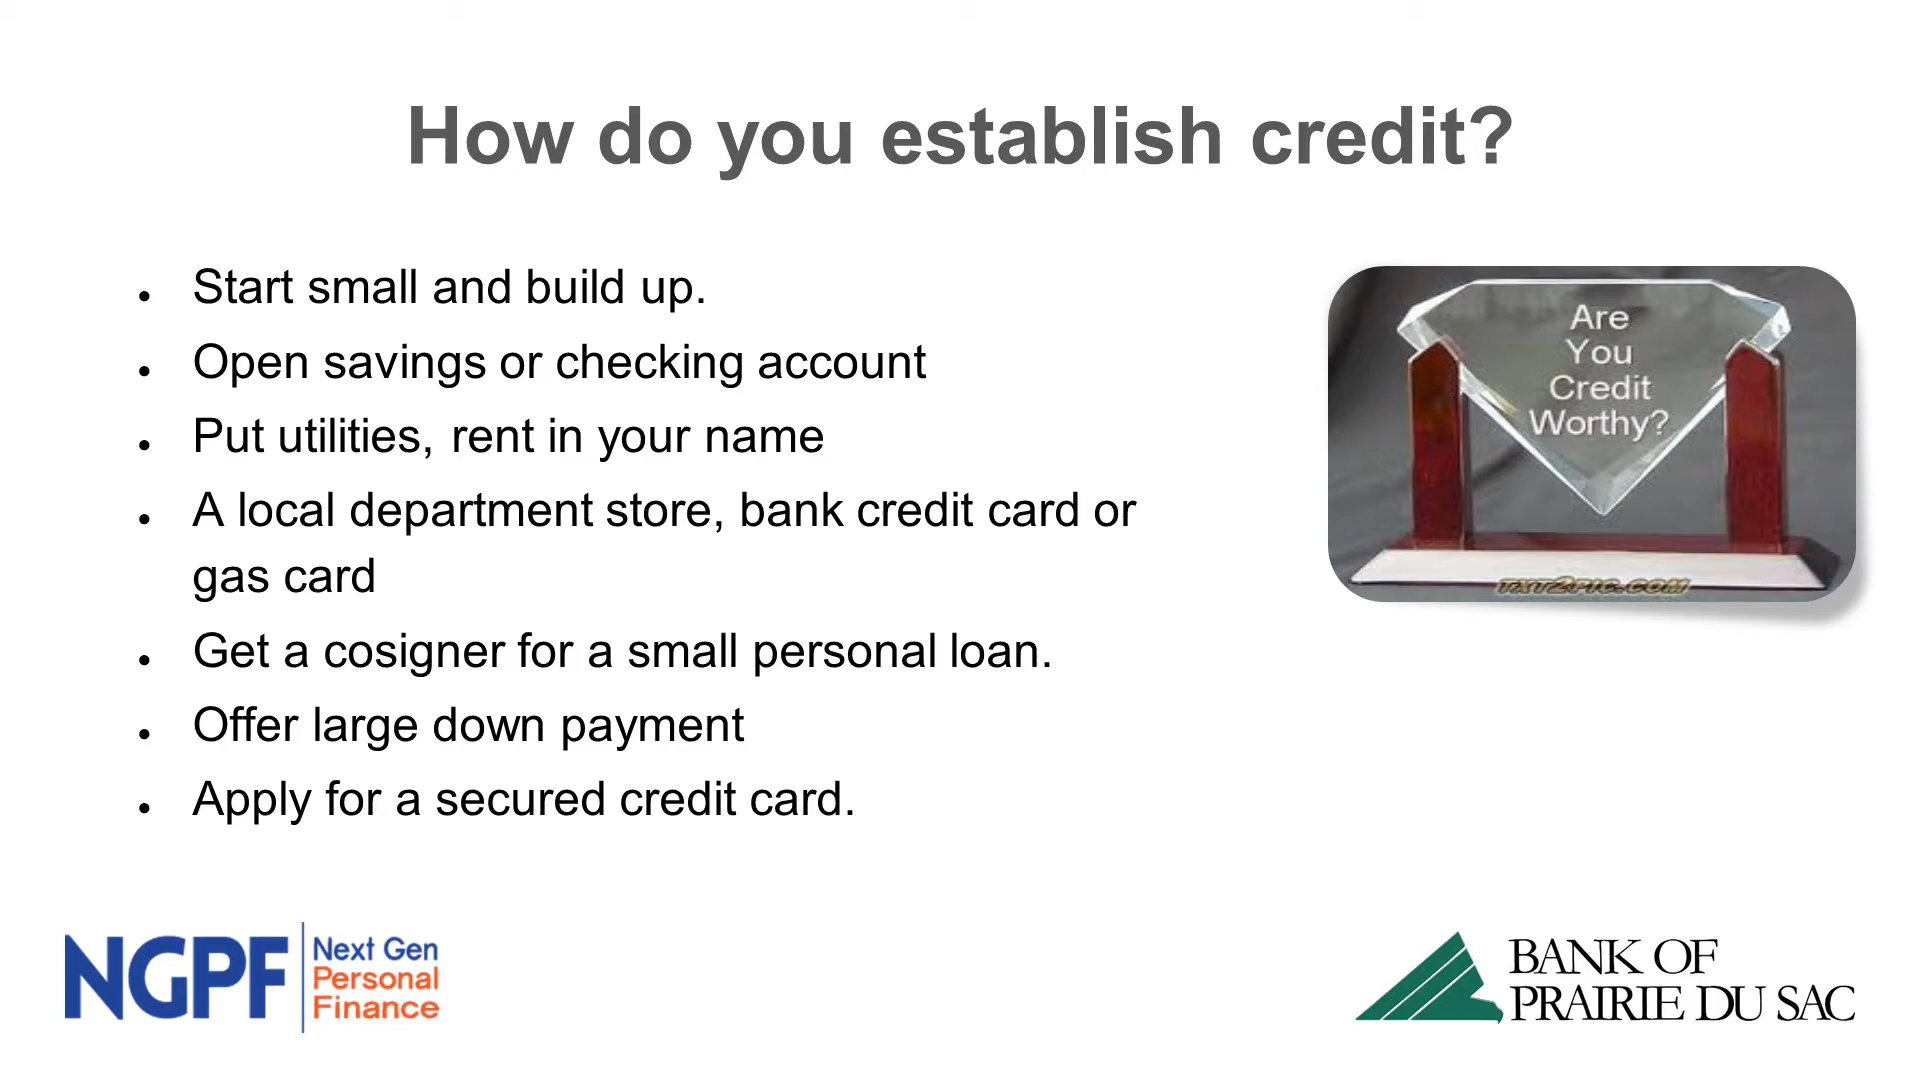 How do you establish credit?
• Start small and build up.
• Open savings or checking account
• Put utilities, rent in your name
• A local department store, bank credit card or
gas card
• Get a cosigner for a small personal loan.
• Offer large down payment
• Apply for a secured credit card.
Are
You
Credit
Worthy?
TXT2PIC.COM
NGPF
Next Gen
Personal
Finance
BANK OF
PRAIRIE DU SAC